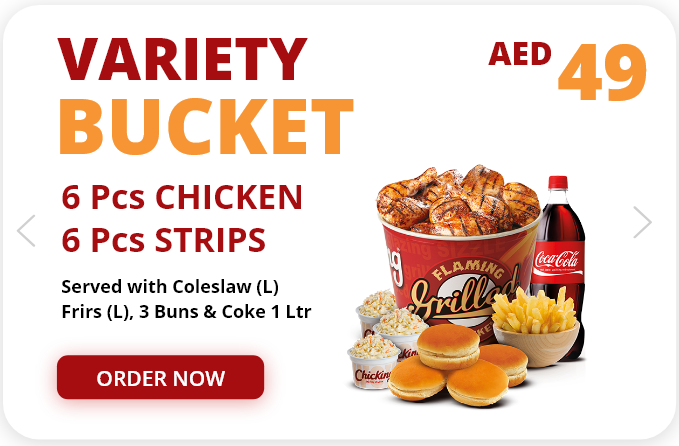 VARIETY
BUCKET
AED 49
6 Pcs CHICKEN
6 Pcs STRIPS
Served with Coleslaw (L)
Frirs (L), 3 Buns & Coke 1 Ltr
ORDER NOW
FLAMING
Grilled
Coca-Cola
Chicking